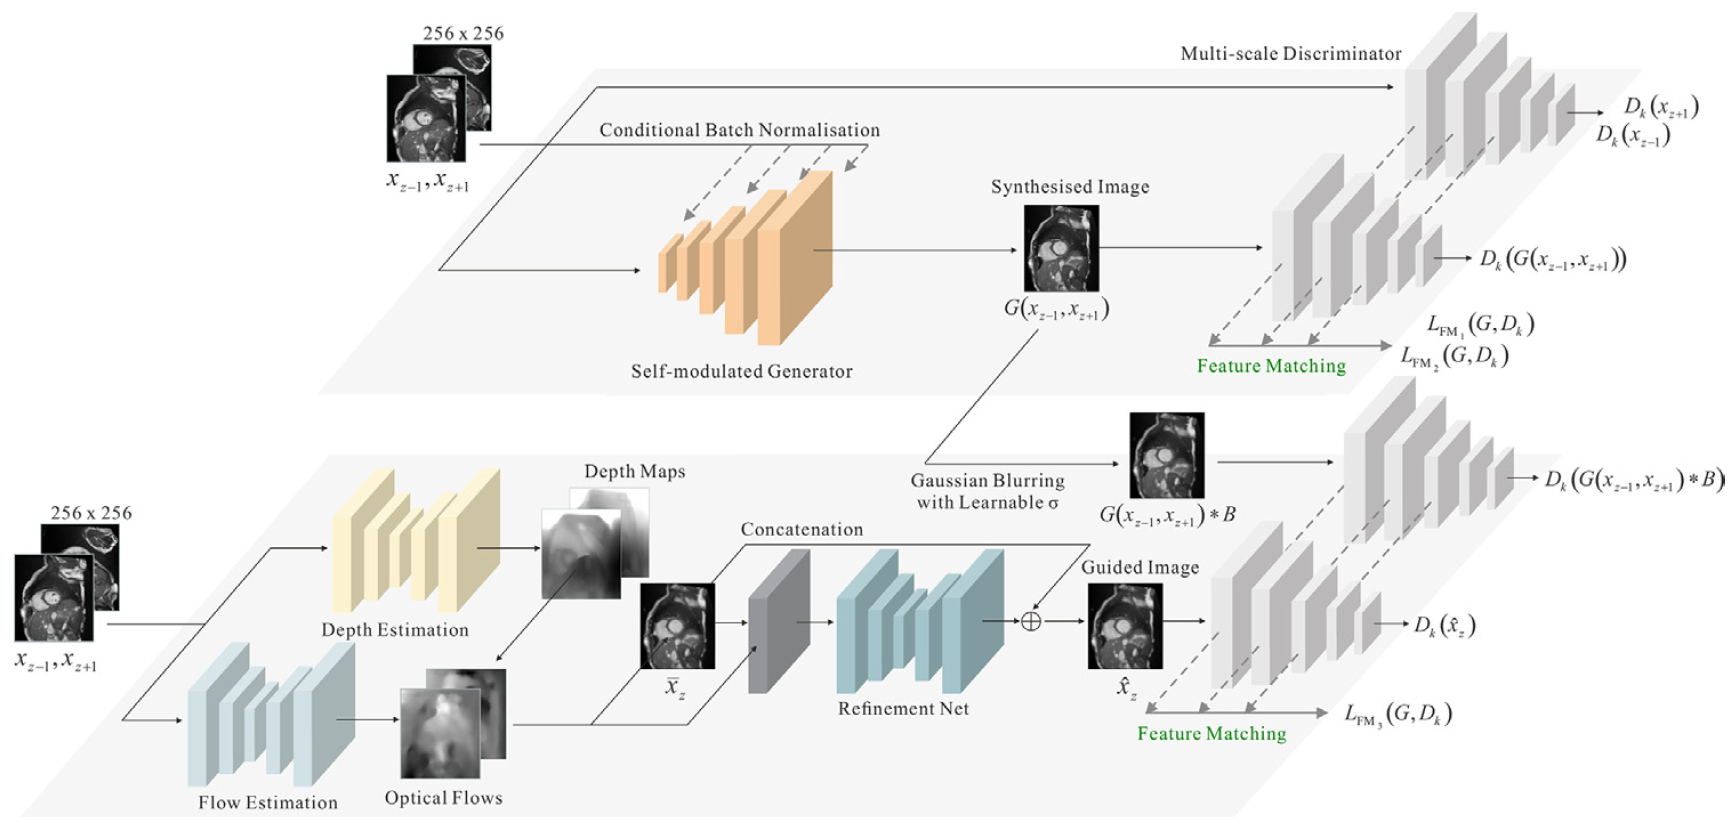 256 x 256
Multi-scale Discriminator
Conditional Batch Normalisation
D_k(x_{z+1})
D_k(x_{z−1})
x_{z−1}, x_{z+1}
Synthesised Image
G(x_{z−1}, x_{z+1})
D_k(G(x_{z−1}, x_{z+1}))
Self-modulated Generator
L_{FM_1}(G, D_k)
L_{FM_2}(G, D_k)
Feature Matching
Gaussian Blurring
with Learnable σ
G(x_{z−1}, x_{z+1}) * B
D_k(G(x_{z−1}, x_{z+1}) * B)
256 x 256
x_{z−1}, x_{z+1}
Depth Maps
Depth Estimation
Concatenation
x̄_z
Refinement Net
Guided Image
x̂_z
D_k(x̂_z)
L_{FM_3}(G, D_k)
Feature Matching
Flow Estimation
Optical Flows